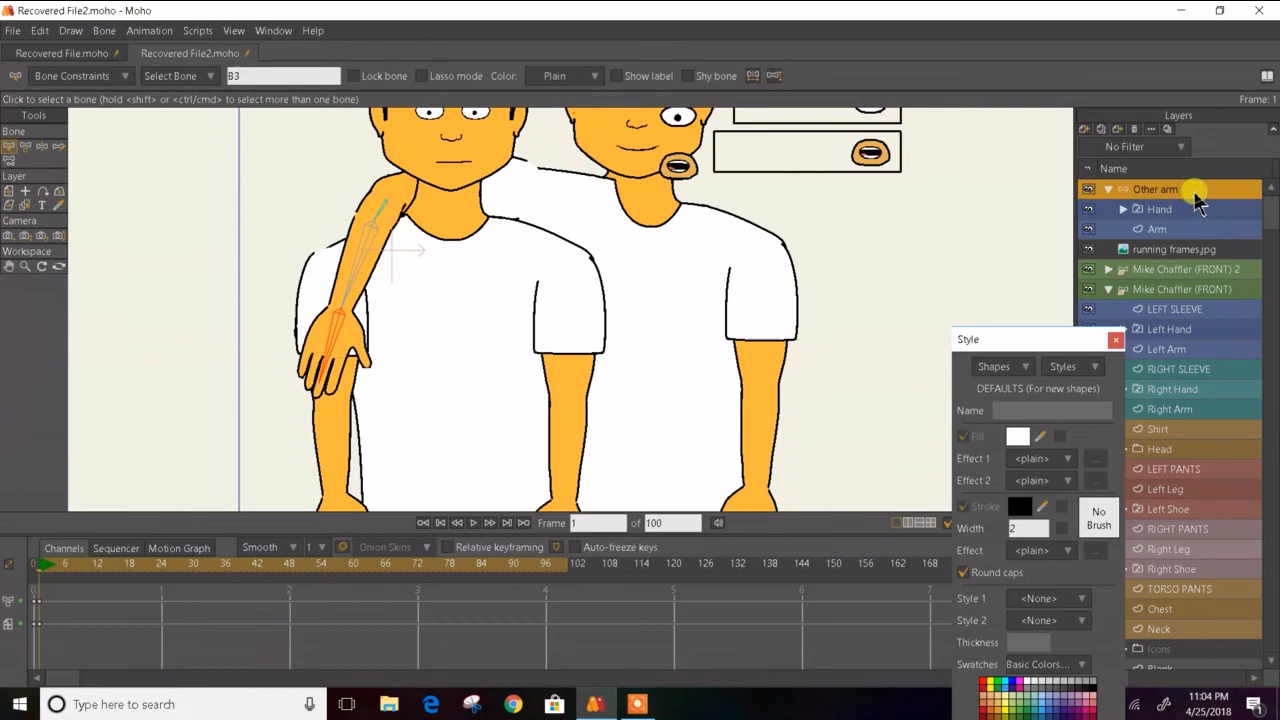 Recovered File2.moho - Moho
File Edit Draw Bone Animation Scripts View Window Help
Recovered File.moho Recovered File2.moho
Bone Constraints Select Bone B3 Lock bone Lasso mode Color: Plain Show label Shy bone
Click to select a bone (hold <shift> or <ctrl/cmd> to select more than one bone) Frame: 1
Tools
Bone
Layer
Camera
Workspace
Layers
No Filter
Name
Other arm
Hand
Arm
running frames.jpg
Mike Chaffler (FRONT) 2
Mike Chaffler (FRONT)
LEFT SLEEVE
Left Hand
Left Arm
RIGHT SLEEVE
Right Hand
Right Arm
Shirt
Head
LEFT PANTS
Left Leg
Left Shoe
RIGHT PANTS
Right Leg
Right Shoe
TORSO PANTS
Chest
Neck
Icons
Blank
Style
Shapes Styles
DEFAULTS (For new shapes)
Name
Fill
Effect 1 <plain> ...
Effect 2 <plain> ...
Stroke
Width 2
No Brush
Effect <plain> ...
Round caps
Style 1 <None>
Style 2 <None>
Thickness
Swatches Basic Colors...
Frame 1 of 100
Channels Sequencer Motion Graph Smooth 1 Onion Skins Relative keyframing Auto-freeze keys
0 6 12 18 24 30 36 42 48 54 60 66 72 78 84 90 96 102 108 114 120 126 132 138 144 150 156 162 168
1 2 3 4 5 6 7
Type here to search
11:04 PM
4/25/2018
1